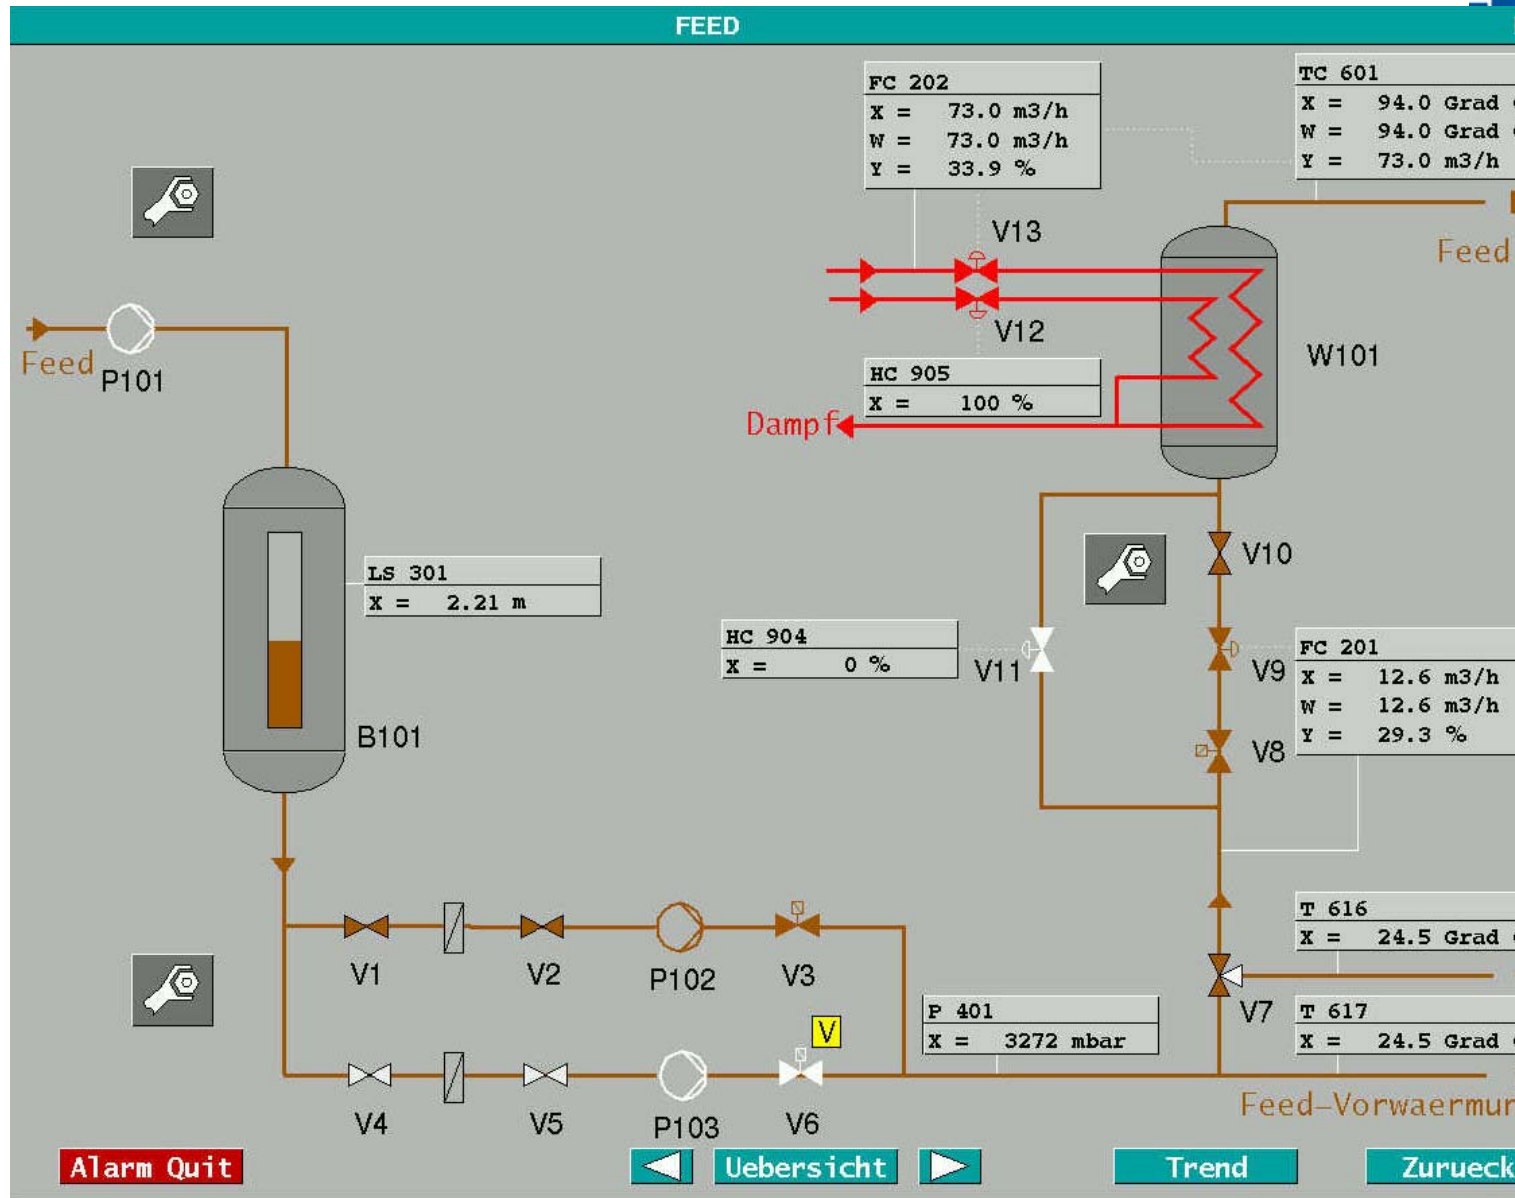 FEED
FC 202
X = 73.0 m3/h
W = 73.0 m3/h
Y = 33.9 %
TC 601
X = 94.0 Grad
W = 94.0 Grad
Y = 73.0 m3/h
V13
Feed
V12
Feed
P101
W101
HC 905
X = 100 %
Dampf
V10
LS 301
X = 2.21 m
HC 904
X = 0 %
V11
V9
FC 201
X = 12.6 m3/h
W = 12.6 m3/h
Y = 29.3 %
B101
V8
T 616
X = 24.5 Grad
V1
V2
P102
V3
V7
P 401
X = 3272 mbar
T 617
X = 24.5 Grad
V
V4
V5
P103
V6
Feed-Vorwaermur
Alarm Quit
Uebersicht
Trend
Zurueck